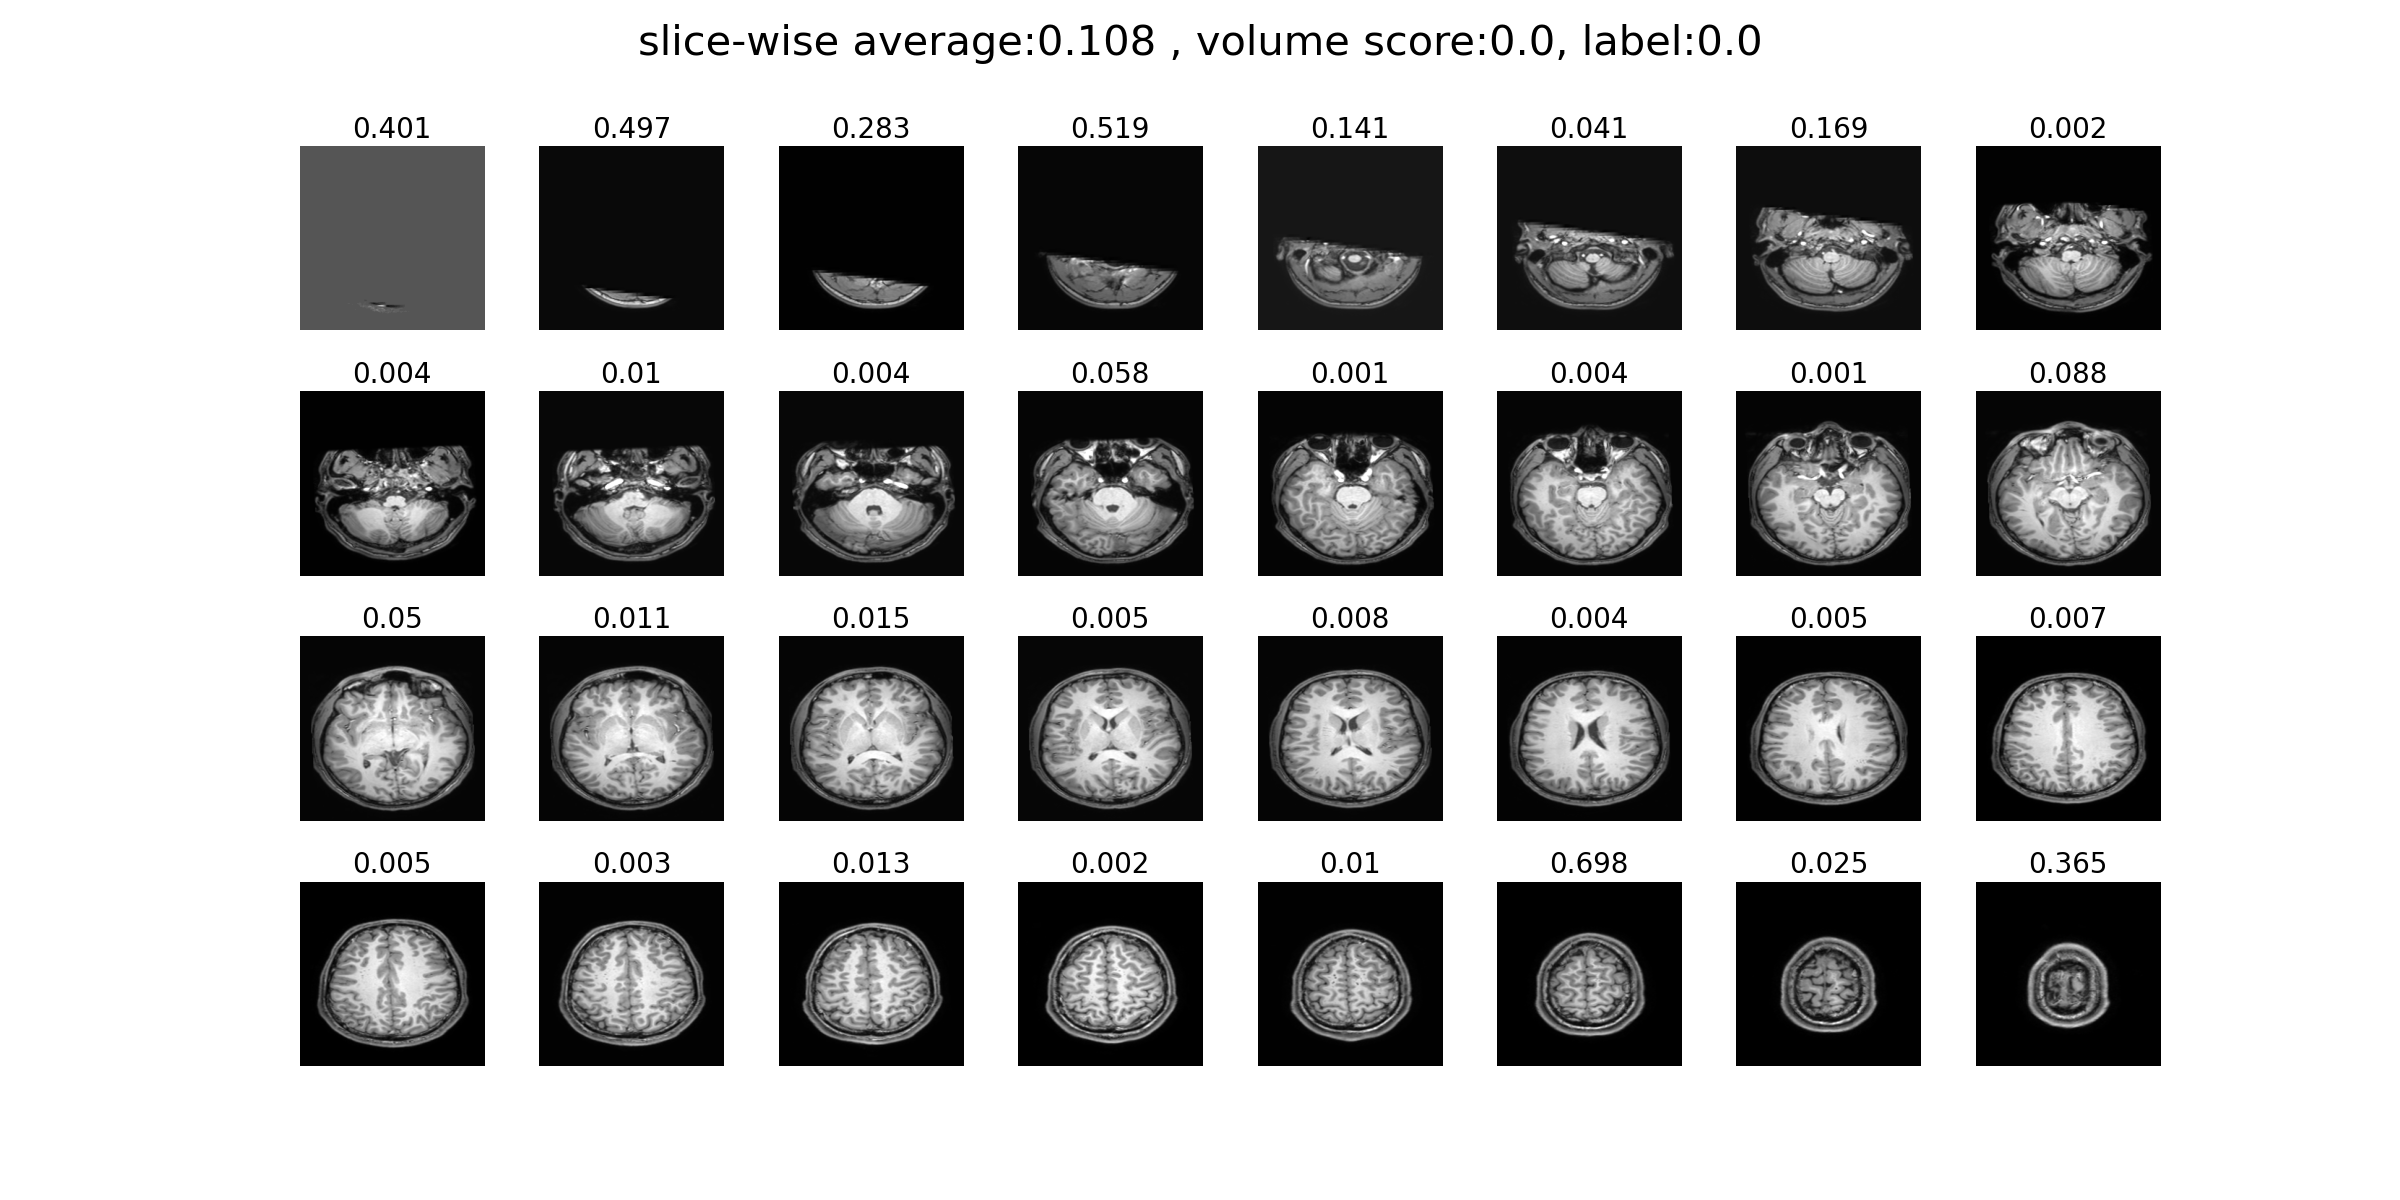 slice-wise average:0.108 , volume score:0.0, label:0.0
0.401 0.497 0.283 0.519 0.141 0.041 0.169 0.002
0.004 0.01 0.004 0.058 0.001 0.004 0.001 0.088
0.05 0.011 0.015 0.005 0.008 0.004 0.005 0.007
0.005 0.003 0.013 0.002 0.01 0.698 0.025 0.365